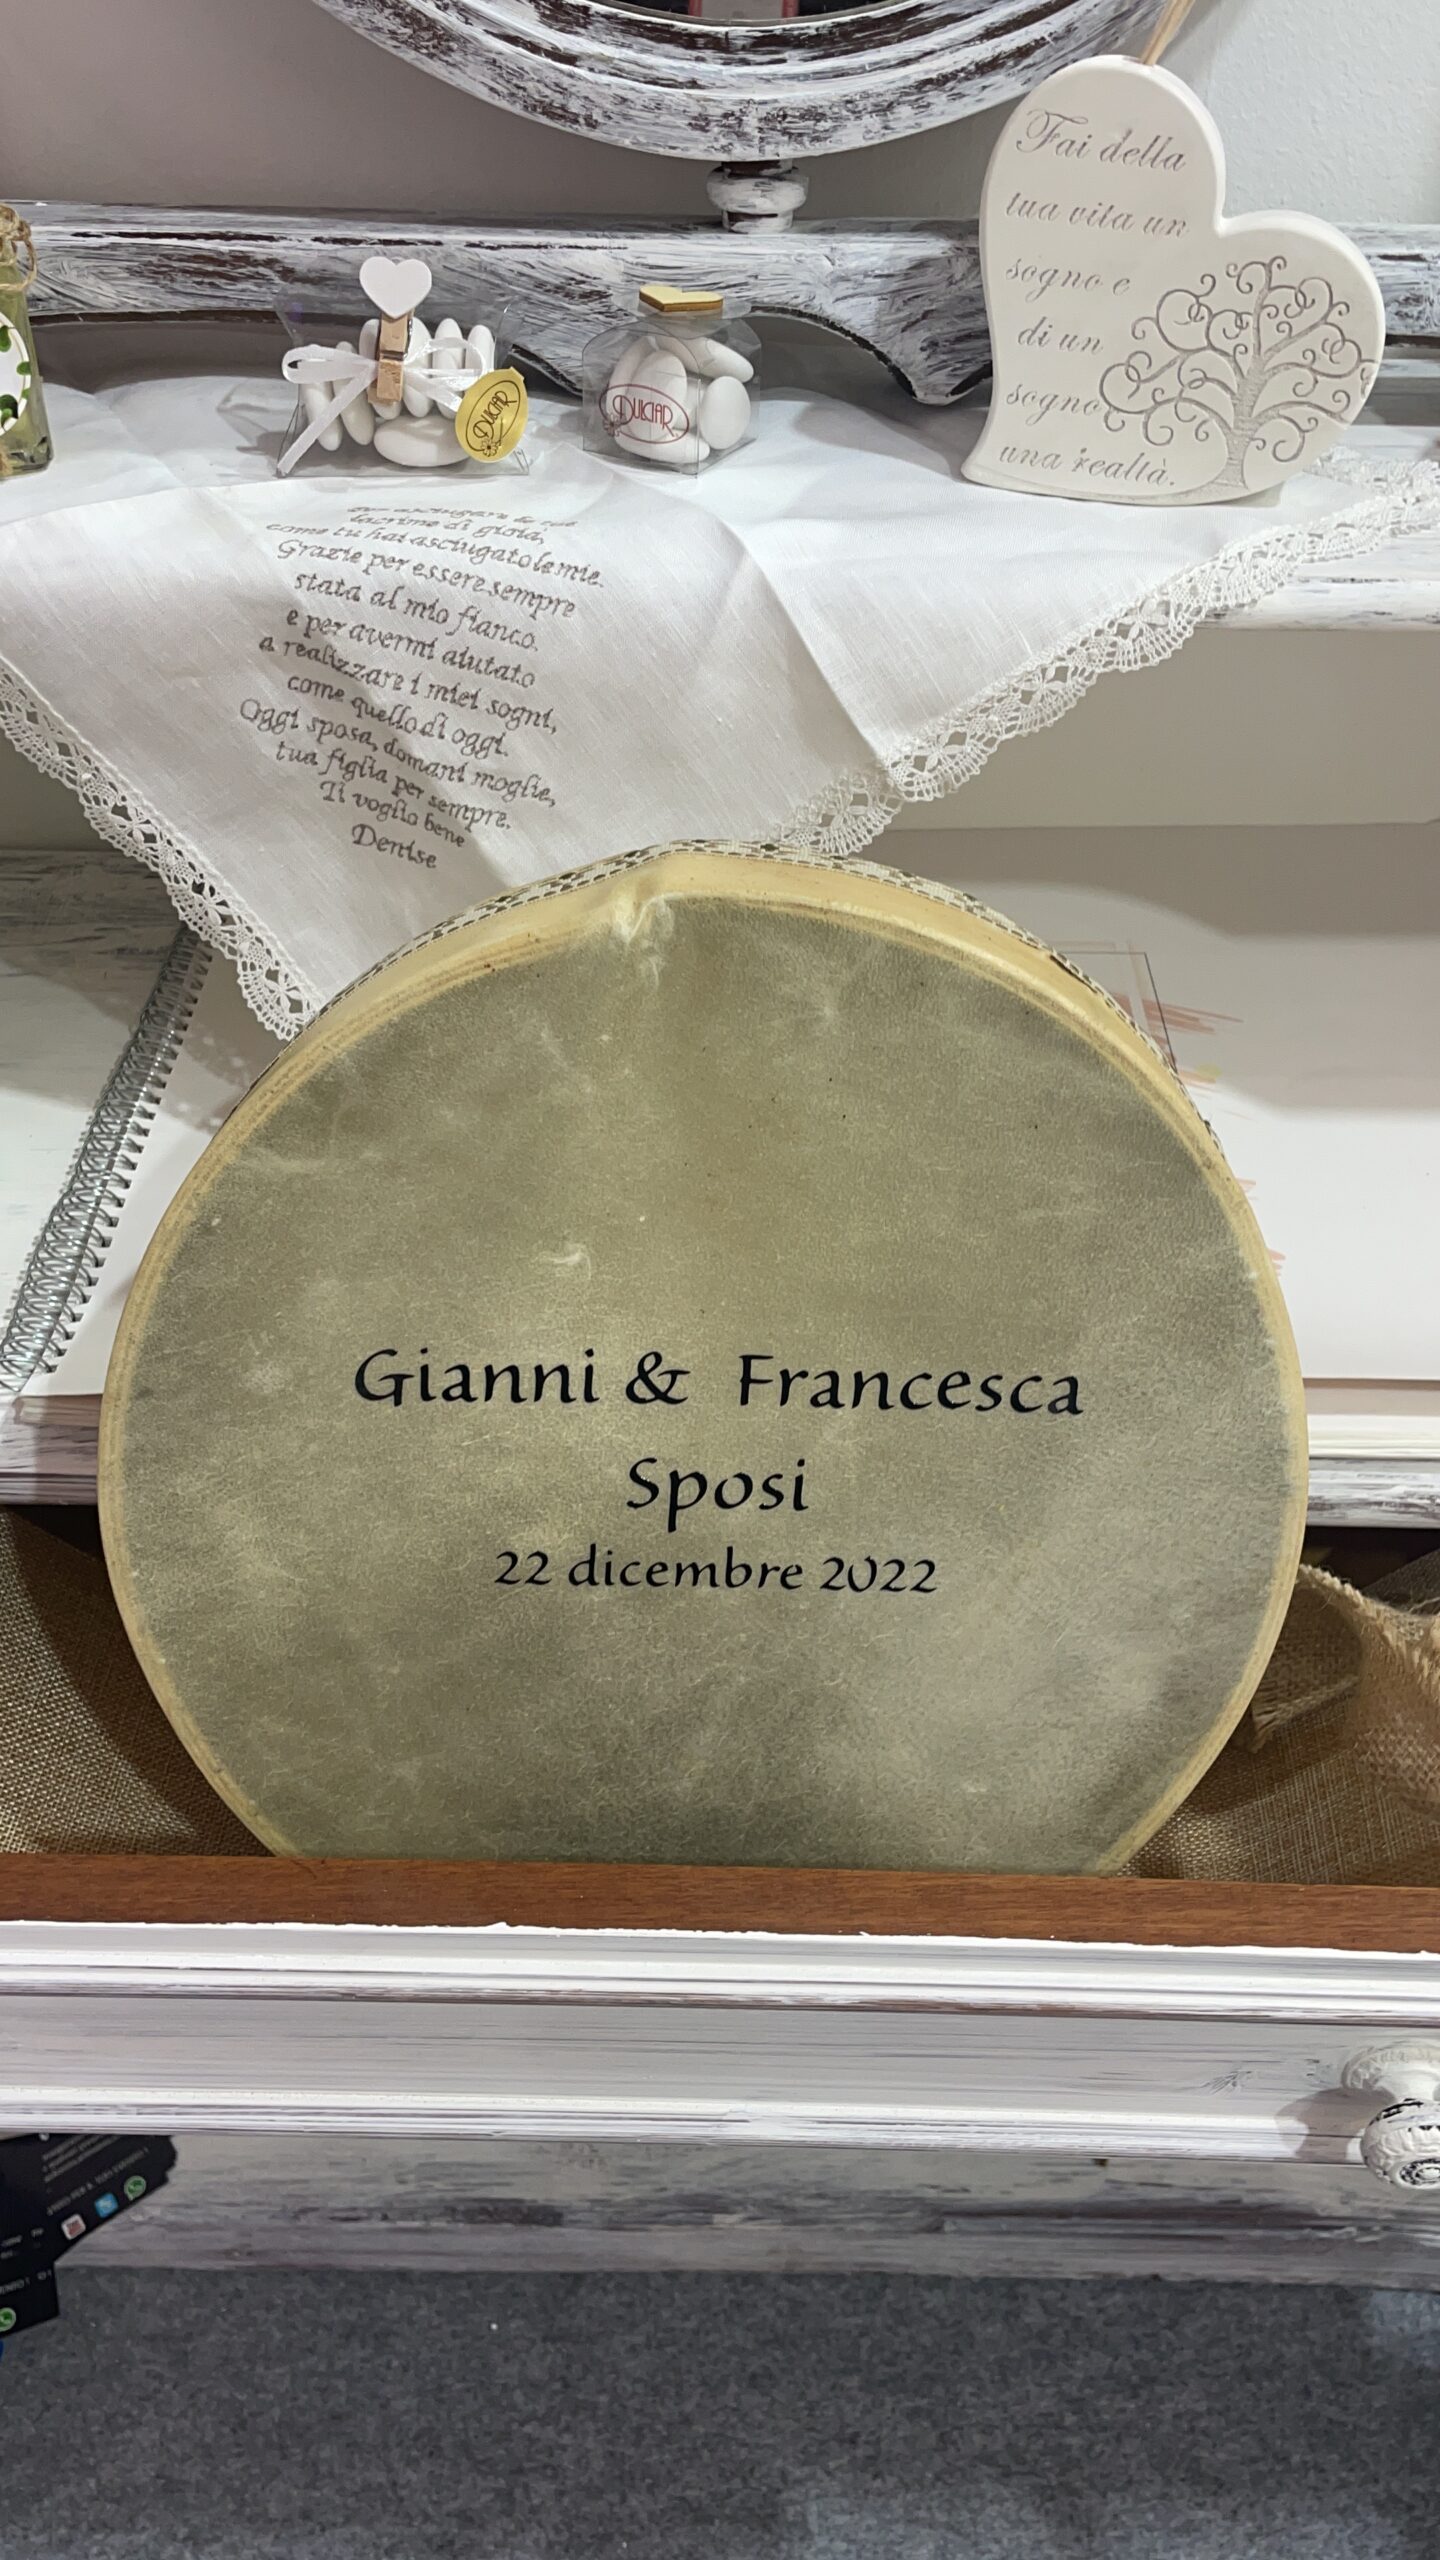 Fai della
tua vita un
sogno e
di un
sogno
una realtà.
DULCIAR
DULCIAR
lacrime di gioia,
come tu hai asciugato le mie.
Grazie per essere sempre
stata al mio fianco.
e per avermi aiutato
a realizzare i miei sogni,
come quello di oggi.
Oggi sposa, domani moglie,
tua figlia per sempre.
Ti voglio bene
Denise
Gianni & Francesca
Sposi
22 dicembre 2022